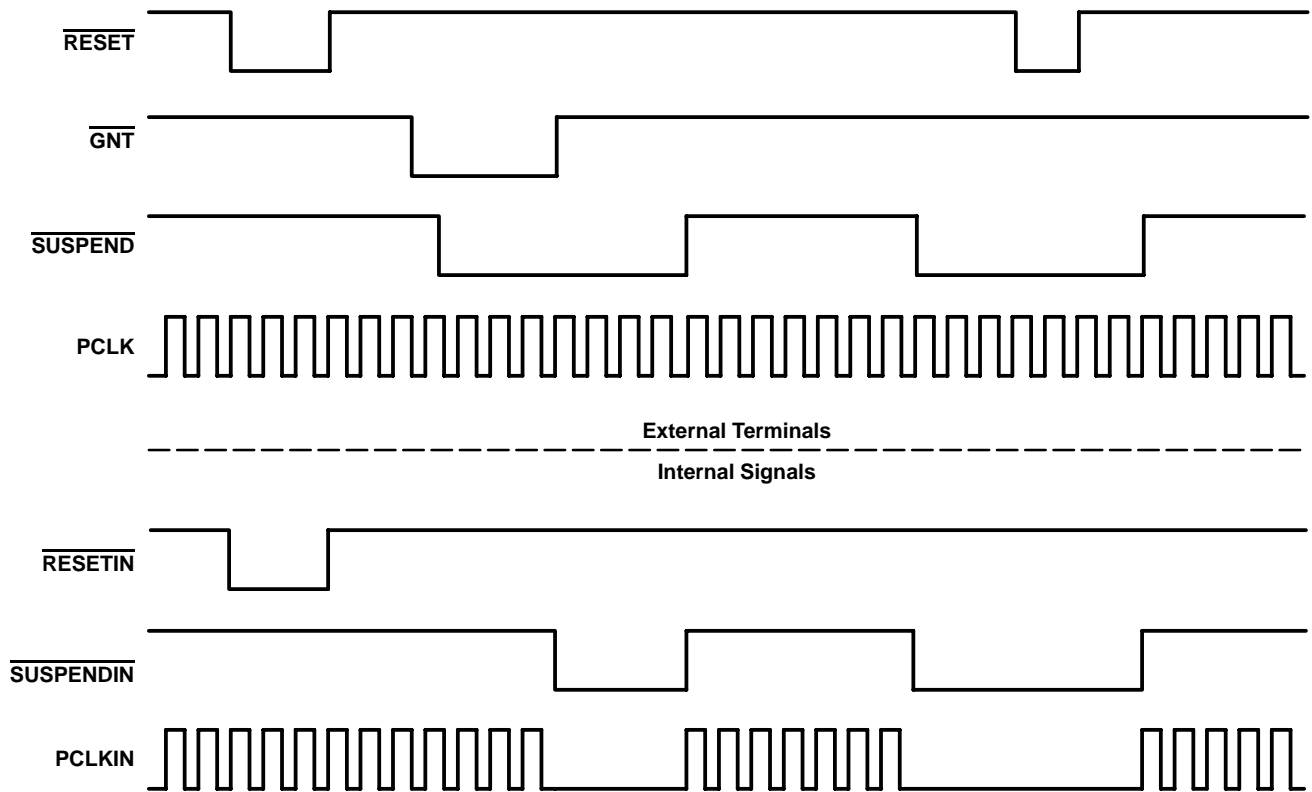 RESET
GNT
SUSPEND
PCLK
External Terminals
Internal Signals
RESETIN
SUSPENDIN
PCLKIN